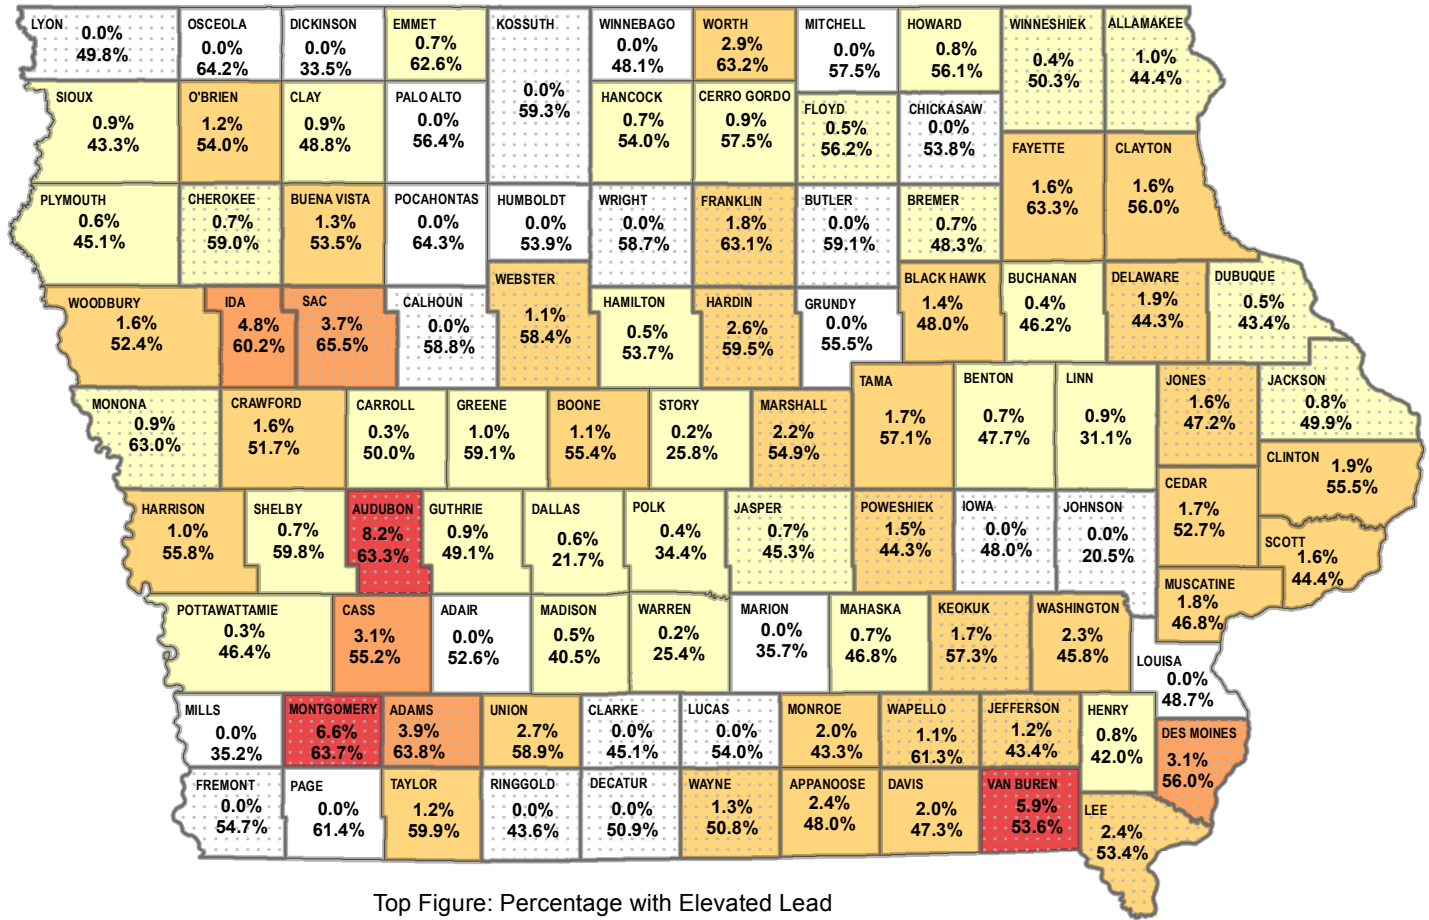 LYON
0.0%
49.8%
OSCEOLA
0.0%
64.2%
DICKINSON
0.0%
33.5%
EMMET
0.7%
62.6%
KOSSUTH
0.0%
59.3%
WINNEBAGO
0.0%
48.1%
WORTH
2.9%
63.2%
MITCHELL
0.0%
57.5%
HOWARD
0.8%
56.1%
WINNESHIEK
0.4%
50.3%
ALLAMAKEE
1.0%
44.4%
SIOUX
0.9%
43.3%
O'BRIEN
1.2%
54.0%
CLAY
0.9%
48.8%
PALO ALTO
0.0%
56.4%
HANCOCK
0.7%
54.0%
CERRO GORDO
0.9%
57.5%
FLOYD
0.5%
56.2%
CHICKASAW
0.0%
53.8%
FAYETTE
1.6%
63.3%
CLAYTON
1.6%
56.0%
PLYMOUTH
0.6%
45.1%
CHEROKEE
0.7%
59.0%
BUENA VISTA
1.3%
53.5%
POCAHONTAS
0.0%
64.3%
HUMBOLDT
0.0%
53.9%
WRIGHT
0.0%
58.7%
FRANKLIN
1.8%
63.1%
BUTLER
0.0%
59.1%
BREMER
0.7%
48.3%
WOODBURY
1.6%
52.4%
IDA
4.8%
60.2%
SAC
3.7%
65.5%
CALHOUN
0.0%
58.8%
WEBSTER
1.1%
58.4%
HAMILTON
0.5%
53.7%
HARDIN
2.6%
59.5%
GRUNDY
0.0%
55.5%
BLACK HAWK
1.4%
48.0%
BUCHANAN
0.4%
46.2%
DELAWARE
1.9%
44.3%
DUBUQUE
0.5%
43.4%
MONONA
0.9%
63.0%
CRAWFORD
1.6%
51.7%
CARROLL
0.3%
50.0%
GREENE
1.0%
59.1%
BOONE
1.1%
55.4%
STORY
0.2%
25.8%
MARSHALL
2.2%
54.9%
TAMA
1.7%
57.1%
BENTON
0.7%
47.7%
LINN
0.9%
31.1%
JONES
1.6%
47.2%
JACKSON
0.8%
49.9%
CLINTON
1.9%
55.5%
CEDAR
1.7%
52.7%
SCOTT
1.6%
44.4%
HARRISON
1.0%
55.8%
SHELBY
0.7%
59.8%
AUDUBON
8.2%
63.3%
GUTHRIE
0.9%
49.1%
DALLAS
0.6%
21.7%
POLK
0.4%
34.4%
JASPER
0.7%
45.3%
POWESHIEK
1.5%
44.3%
IOWA
0.0%
48.0%
JOHNSON
0.0%
20.5%
MUSCATINE
1.8%
46.8%
POTTAWATTAMIE
0.3%
46.4%
CASS
3.1%
55.2%
ADAIR
0.0%
52.6%
MADISON
0.5%
40.5%
WARREN
0.2%
25.4%
MARION
0.0%
35.7%
MAHASKA
0.7%
46.8%
KEOKUK
1.7%
57.3%
WASHINGTON
2.3%
45.8%
LOUISA
0.0%
48.7%
MILLS
0.0%
35.2%
MONTGOMERY
6.6%
63.7%
ADAMS
3.9%
63.8%
UNION
2.7%
58.9%
CLARKE
0.0%
45.1%
LUCAS
0.0%
54.0%
MONROE
2.0%
43.3%
WAPELLO
1.1%
61.3%
JEFFERSON
1.2%
43.4%
HENRY
0.8%
42.0%
DES MOINES
3.1%
56.0%
FREMONT
0.0%
54.7%
PAGE
0.0%
61.4%
TAYLOR
1.2%
59.9%
RINGGOLD
0.0%
43.6%
DECATUR
0.0%
50.9%
WAYNE
1.3%
50.8%
APPANOOSE
2.4%
48.0%
DAVIS
2.0%
47.3%
VAN BUREN
5.9%
53.6%
LEE
2.4%
53.4%
Top Figure: Percentage with Elevated Lead